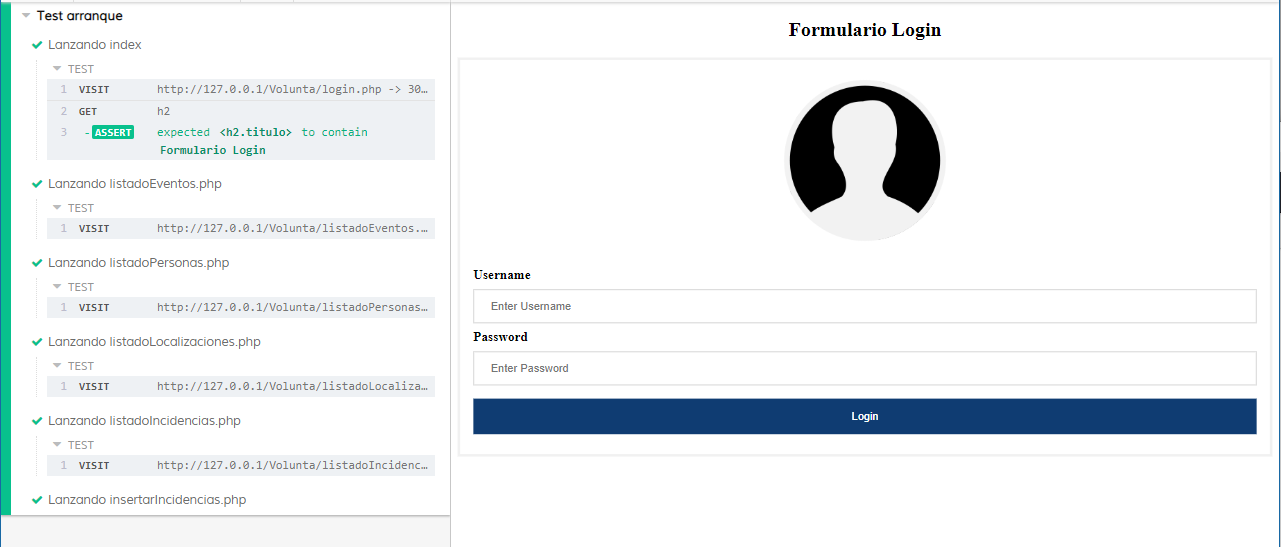 Test arranque
Lanzando index
TEST
1 VISIT http://127.0.0.1/Volunta/login.php -> 30…
2 GET h2
3 -ASSERT expected <h2.titulo> to contain
Formulario Login
Lanzando listadoEventos.php
TEST
1 VISIT http://127.0.0.1/Volunta/listadoEventos.…
Lanzando listadoPersonas.php
TEST
1 VISIT http://127.0.0.1/Volunta/listadoPersonas…
Lanzando listadoLocalizaciones.php
TEST
1 VISIT http://127.0.0.1/Volunta/listadoLocaliza…
Lanzando listadoIncidencias.php
TEST
1 VISIT http://127.0.0.1/Volunta/listadoIncidenc…
Lanzando insertarIncidencias.php
Formulario Login
Username
Enter Username
Password
Enter Password
Login